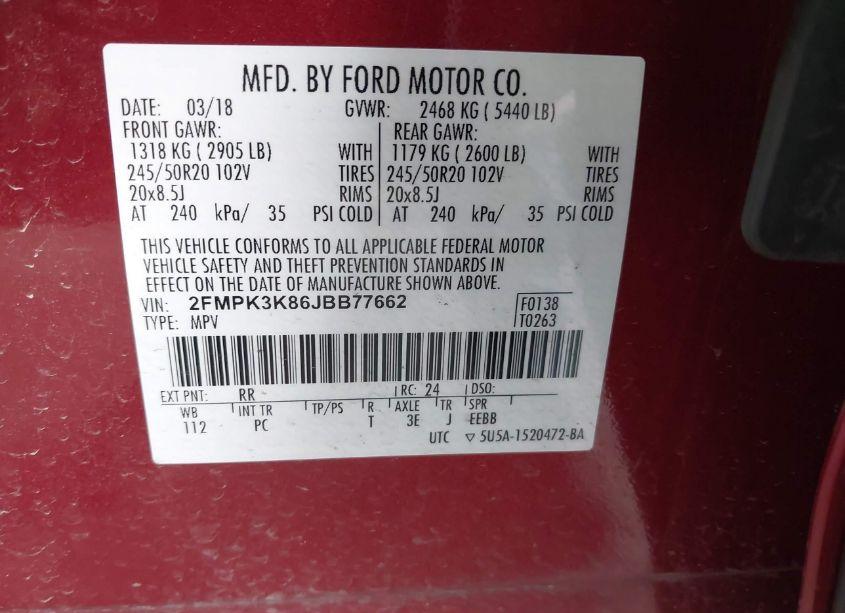 MFD. BY FORD MOTOR CO.
DATE: 03/18 GVWR: 2468 KG ( 5440 LB)
FRONT GAWR: REAR GAWR:
1318 KG ( 2905 LB) WITH 1179 KG ( 2600 LB) WITH
245/50R20 102V TIRES 245/50R20 102V TIRES
20x8.5J RIMS 20x8.5J RIMS
AT 240 kPa/ 35 PSI COLD AT 240 kPa/ 35 PSI COLD
THIS VEHICLE CONFORMS TO ALL APPLICABLE FEDERAL MOTOR
VEHICLE SAFETY AND THEFT PREVENTION STANDARDS IN
EFFECT ON THE DATE OF MANUFACTURE SHOWN ABOVE.
VIN: 2FMPK3K86JBB77662 F0138
TYPE: MPV T0263
EXT PNT: RR RC: 24 DSO:
WB INT TR TP/PS R AXLE TR SPR
112 PC T 3E J EEBB
UTC ▽ 5U5A-1520472-BA